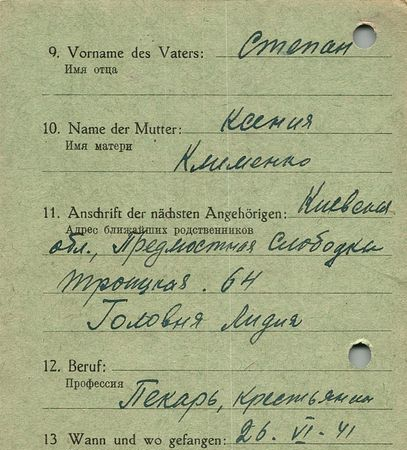 9. Vorname des Vaters: Степан
Имя отца
10. Name der Mutter: Ксения
Имя матери
Клименко
11. Anschrift der nächsten Angehörigen: Киевская
Адрес ближайших родственников
обл., Предмостная Слободка
Троицкая. 64
Головня Лидия
12. Beruf:
Профессия
Пекарь, крестьянин
13 Wann und wo gefangen: 26. VI - 41